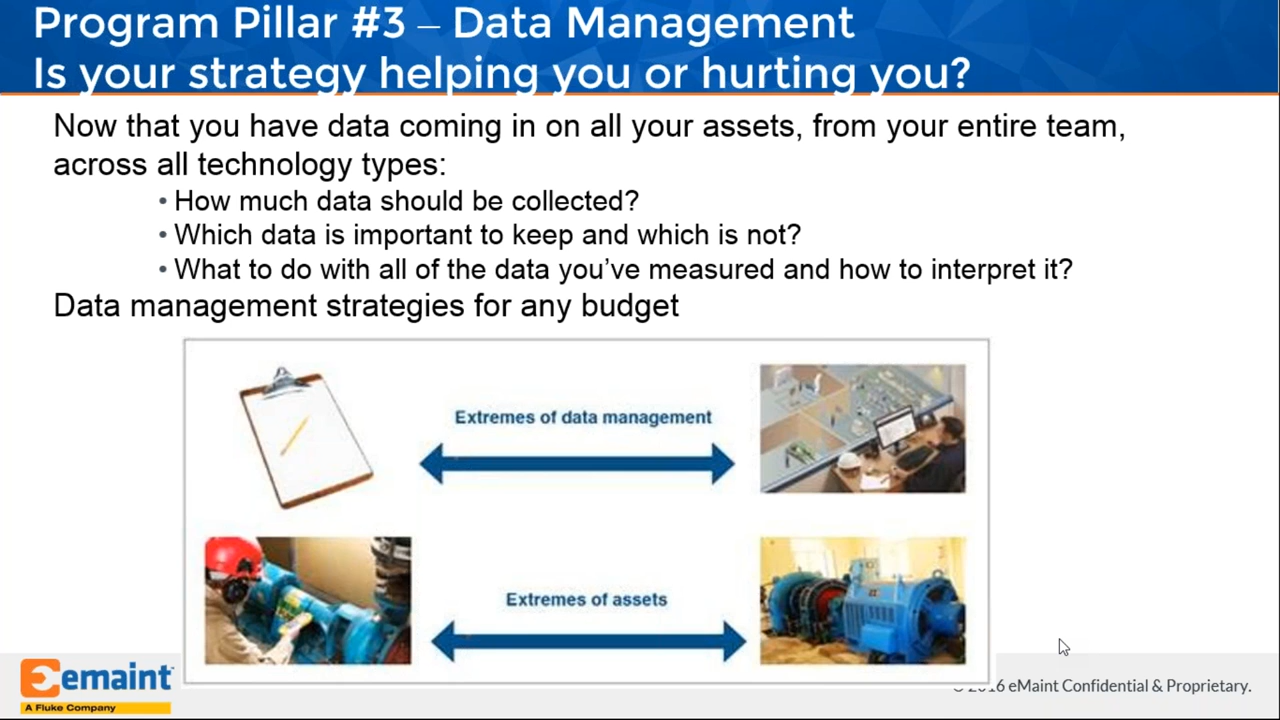 Program Pillar #3 – Data Management
Is your strategy helping you or hurting you?
Now that you have data coming in on all your assets, from your entire team,
across all technology types:
• How much data should be collected?
• Which data is important to keep and which is not?
• What to do with all of the data you’ve measured and how to interpret it?
Data management strategies for any budget
Extremes of data management
Extremes of assets
emaint
A Fluke Company
© 2016 eMaint Confidential & Proprietary.